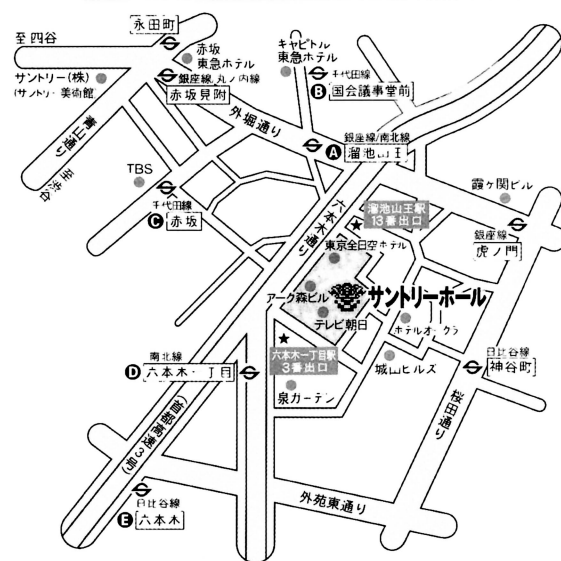 永田町
至 四谷
赤坂
東急ホテル
キャピトル
東急ホテル
サントリー(株)
(サントリー美術館)
銀座線 丸ノ内線
赤坂見附
千代田線
B 国会議事堂前
外堀通り
青山通り
至 渋谷
銀座線/南北線
A 溜池山王
TBS
千代田線
C 赤坂
六本木通り
溜池山王駅
13番出口
霞ヶ関ビル
銀座線
虎ノ門
東京全日空ホテル
アーク森ビル
サントリーホール
テレビ朝日
ホテルオークラ
南北線
D 六本木一丁目
六本木一丁目駅
3番出口
城山ヒルズ
日比谷線
神谷町
泉ガーデン
桜田通り
(首都高速3号)
日比谷線
E 六本木
外苑東通り